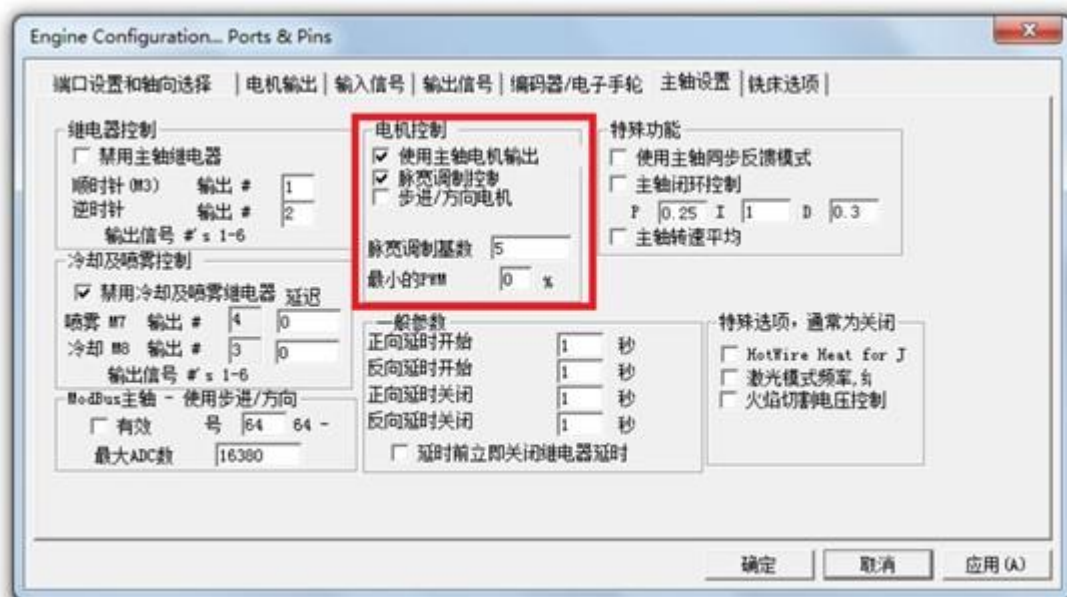 Engine Configuration... Ports & Pins
端口设置和轴向选择 电机输出 输入信号 输出信号 编码器/电子手轮 主轴设置 铣床选项
继电器控制
禁用主轴继电器
顺时针(M3) 输出 # 1
逆时针 输出 # 2
输出信号 #'s 1-6
冷却及喷雾控制
禁用冷却及喷雾继电器 延迟
喷雾 M7 输出 # 4 0
冷却 M8 输出 # 3 0
输出信号 #'s 1-6
ModBus主轴 - 使用步进/方向
有效 号 64 64 -
最大ADC数 16380
电机控制
使用主轴电机输出
脉宽调制控制
步进/方向电机
脉宽调制基数 5
最小的PWM 0 %
一般参数
正向延时开始 1 秒
反向延时开始 1 秒
正向延时关闭 1 秒
反向延时关闭 1 秒
延时前立即关闭继电器延时
特殊功能
使用主轴同步反馈模式
主轴闭环控制
P 0.25 I 1 D 0.3
主轴转速平均
特殊选项,通常为关闭
HotWire Heat for J
激光模式频率,
火焰切割电压控制
确定 取消 应用(A)